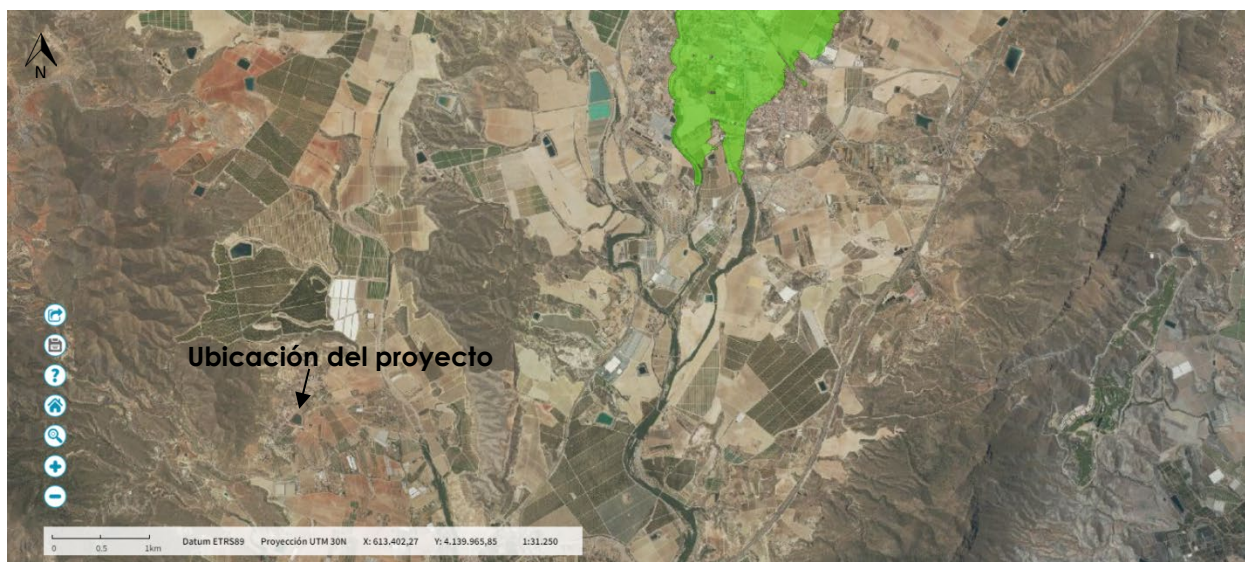 N
Ubicación del proyecto
?
0 0.5 1km Datum ETRS89 Proyección UTM 30N X: 613.402,27 Y: 4.139.965,85 1:31.250